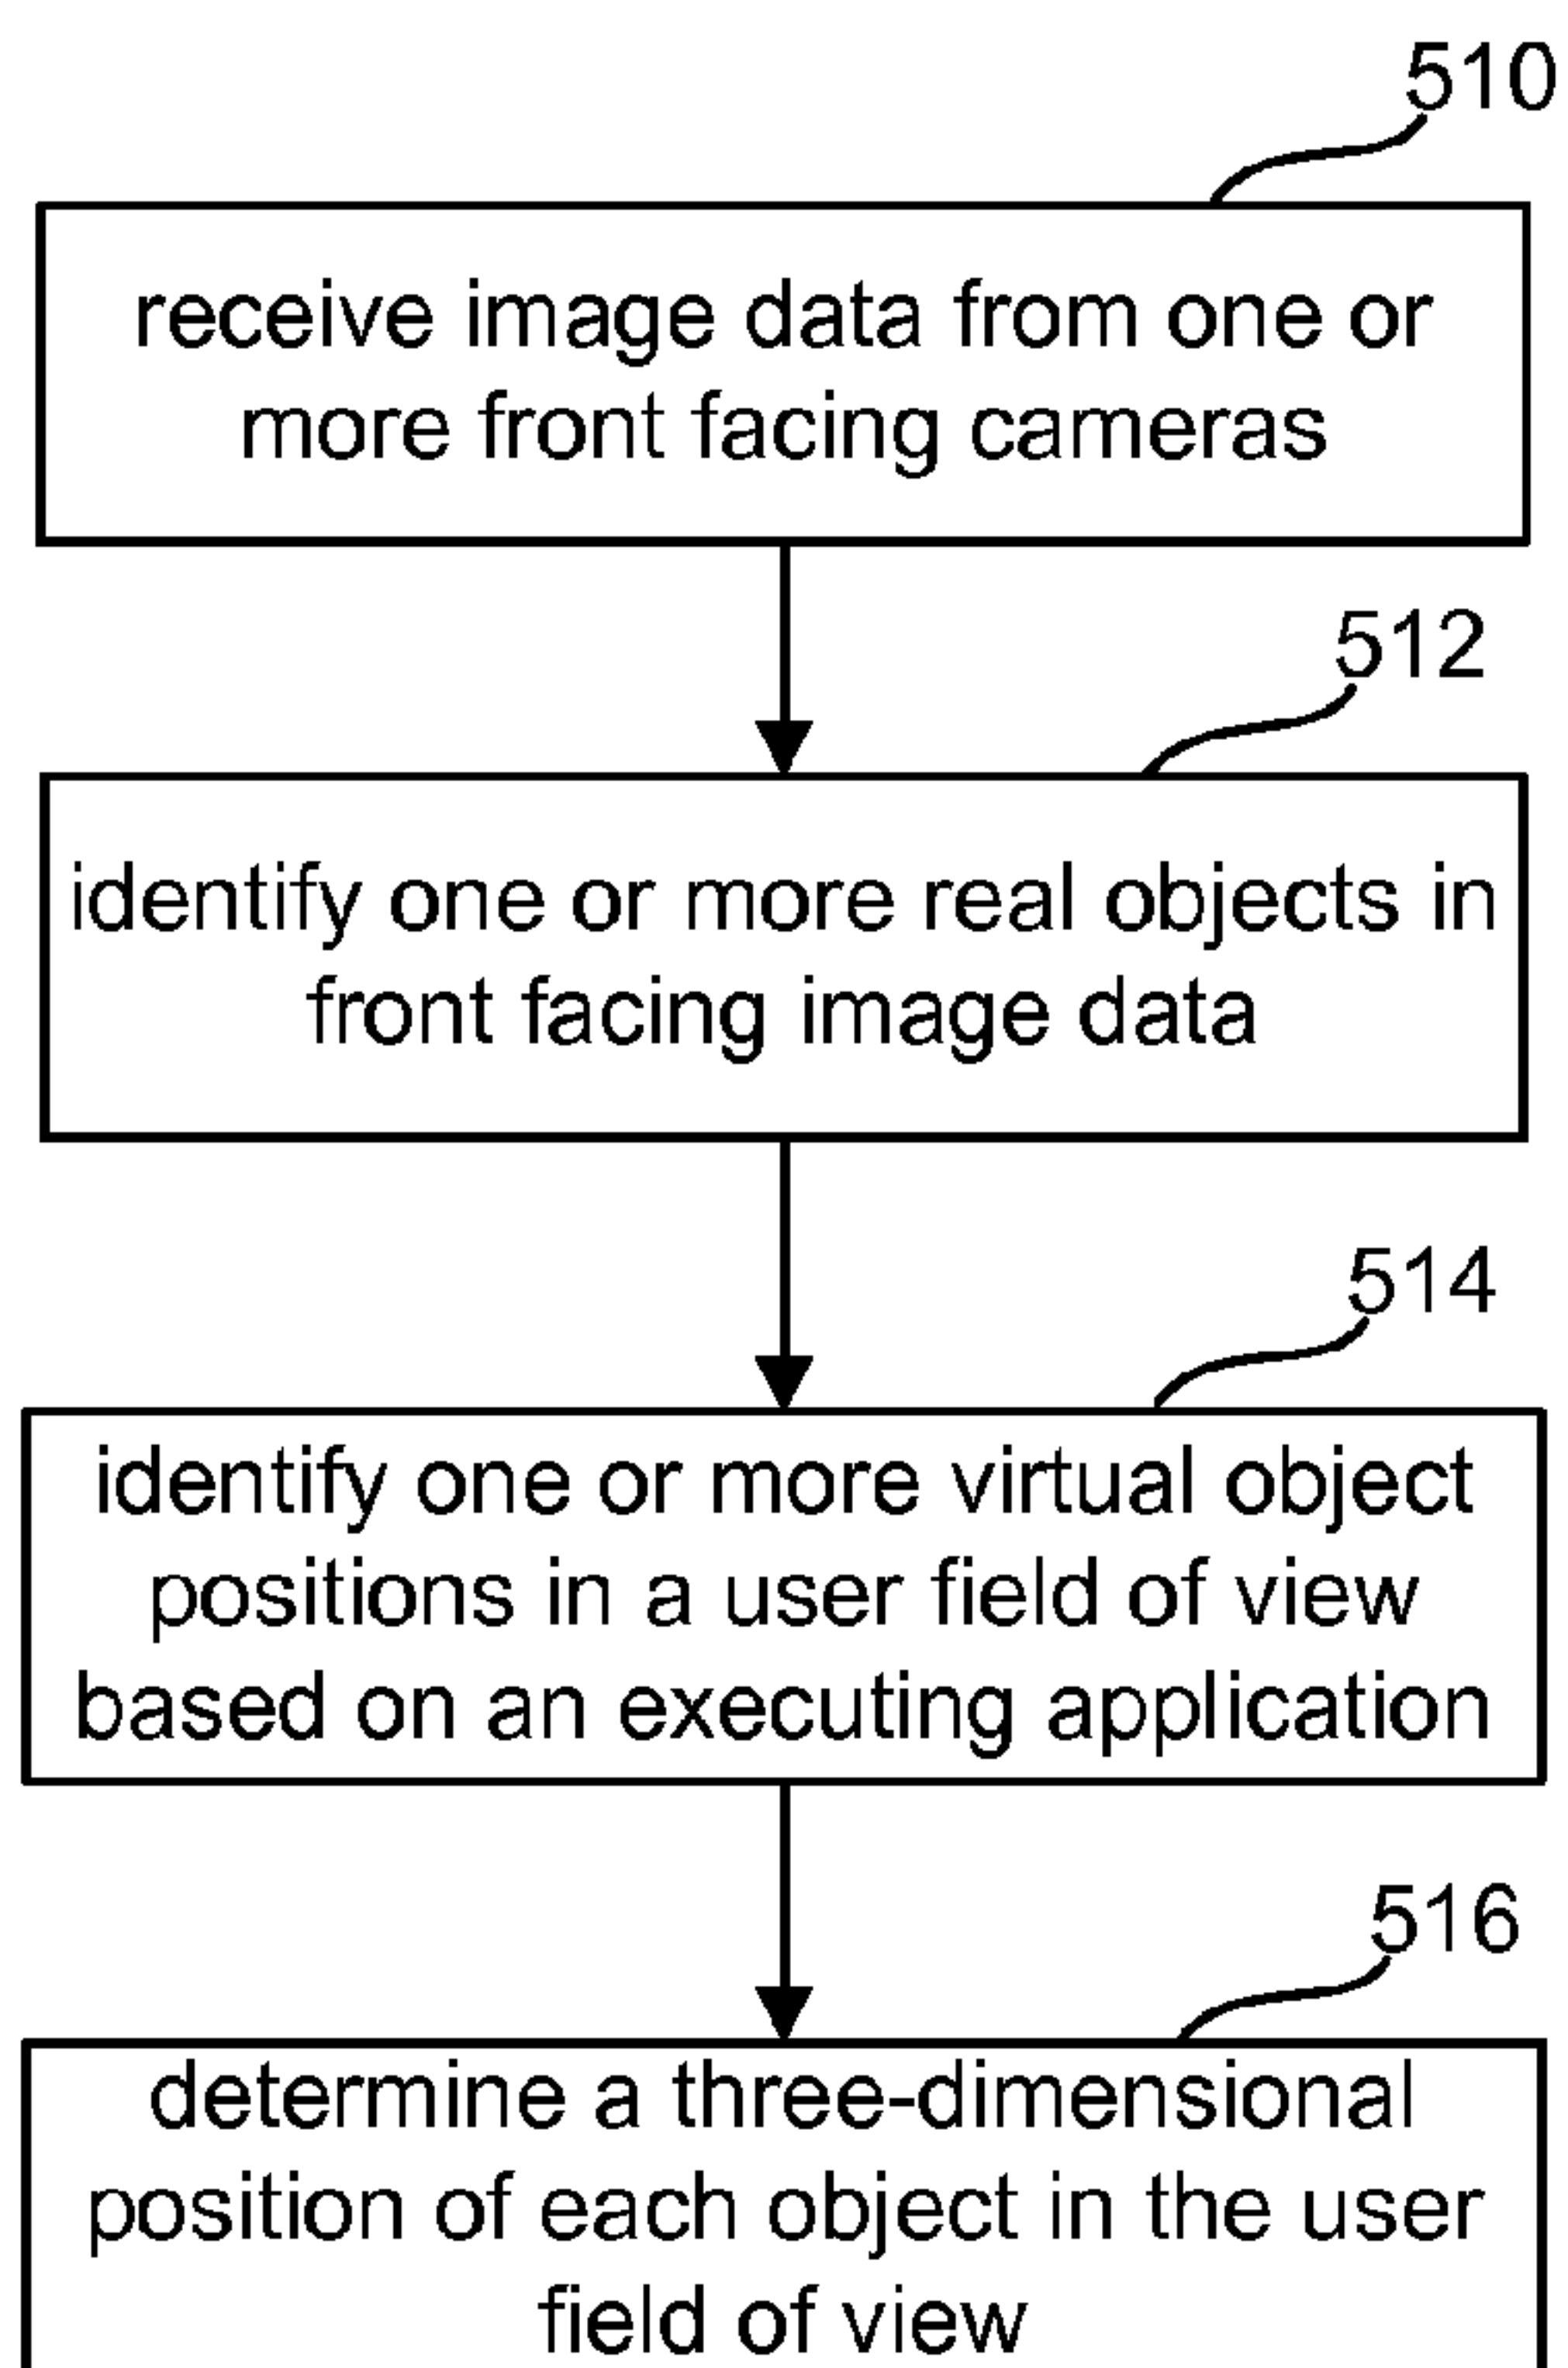 510
receive image data from one or
more front facing cameras
512
identify one or more real objects in
front facing image data
514
identify one or more virtual object
positions in a user field of view
based on an executing application
516
determine a three-dimensional
position of each object in the user
field of view